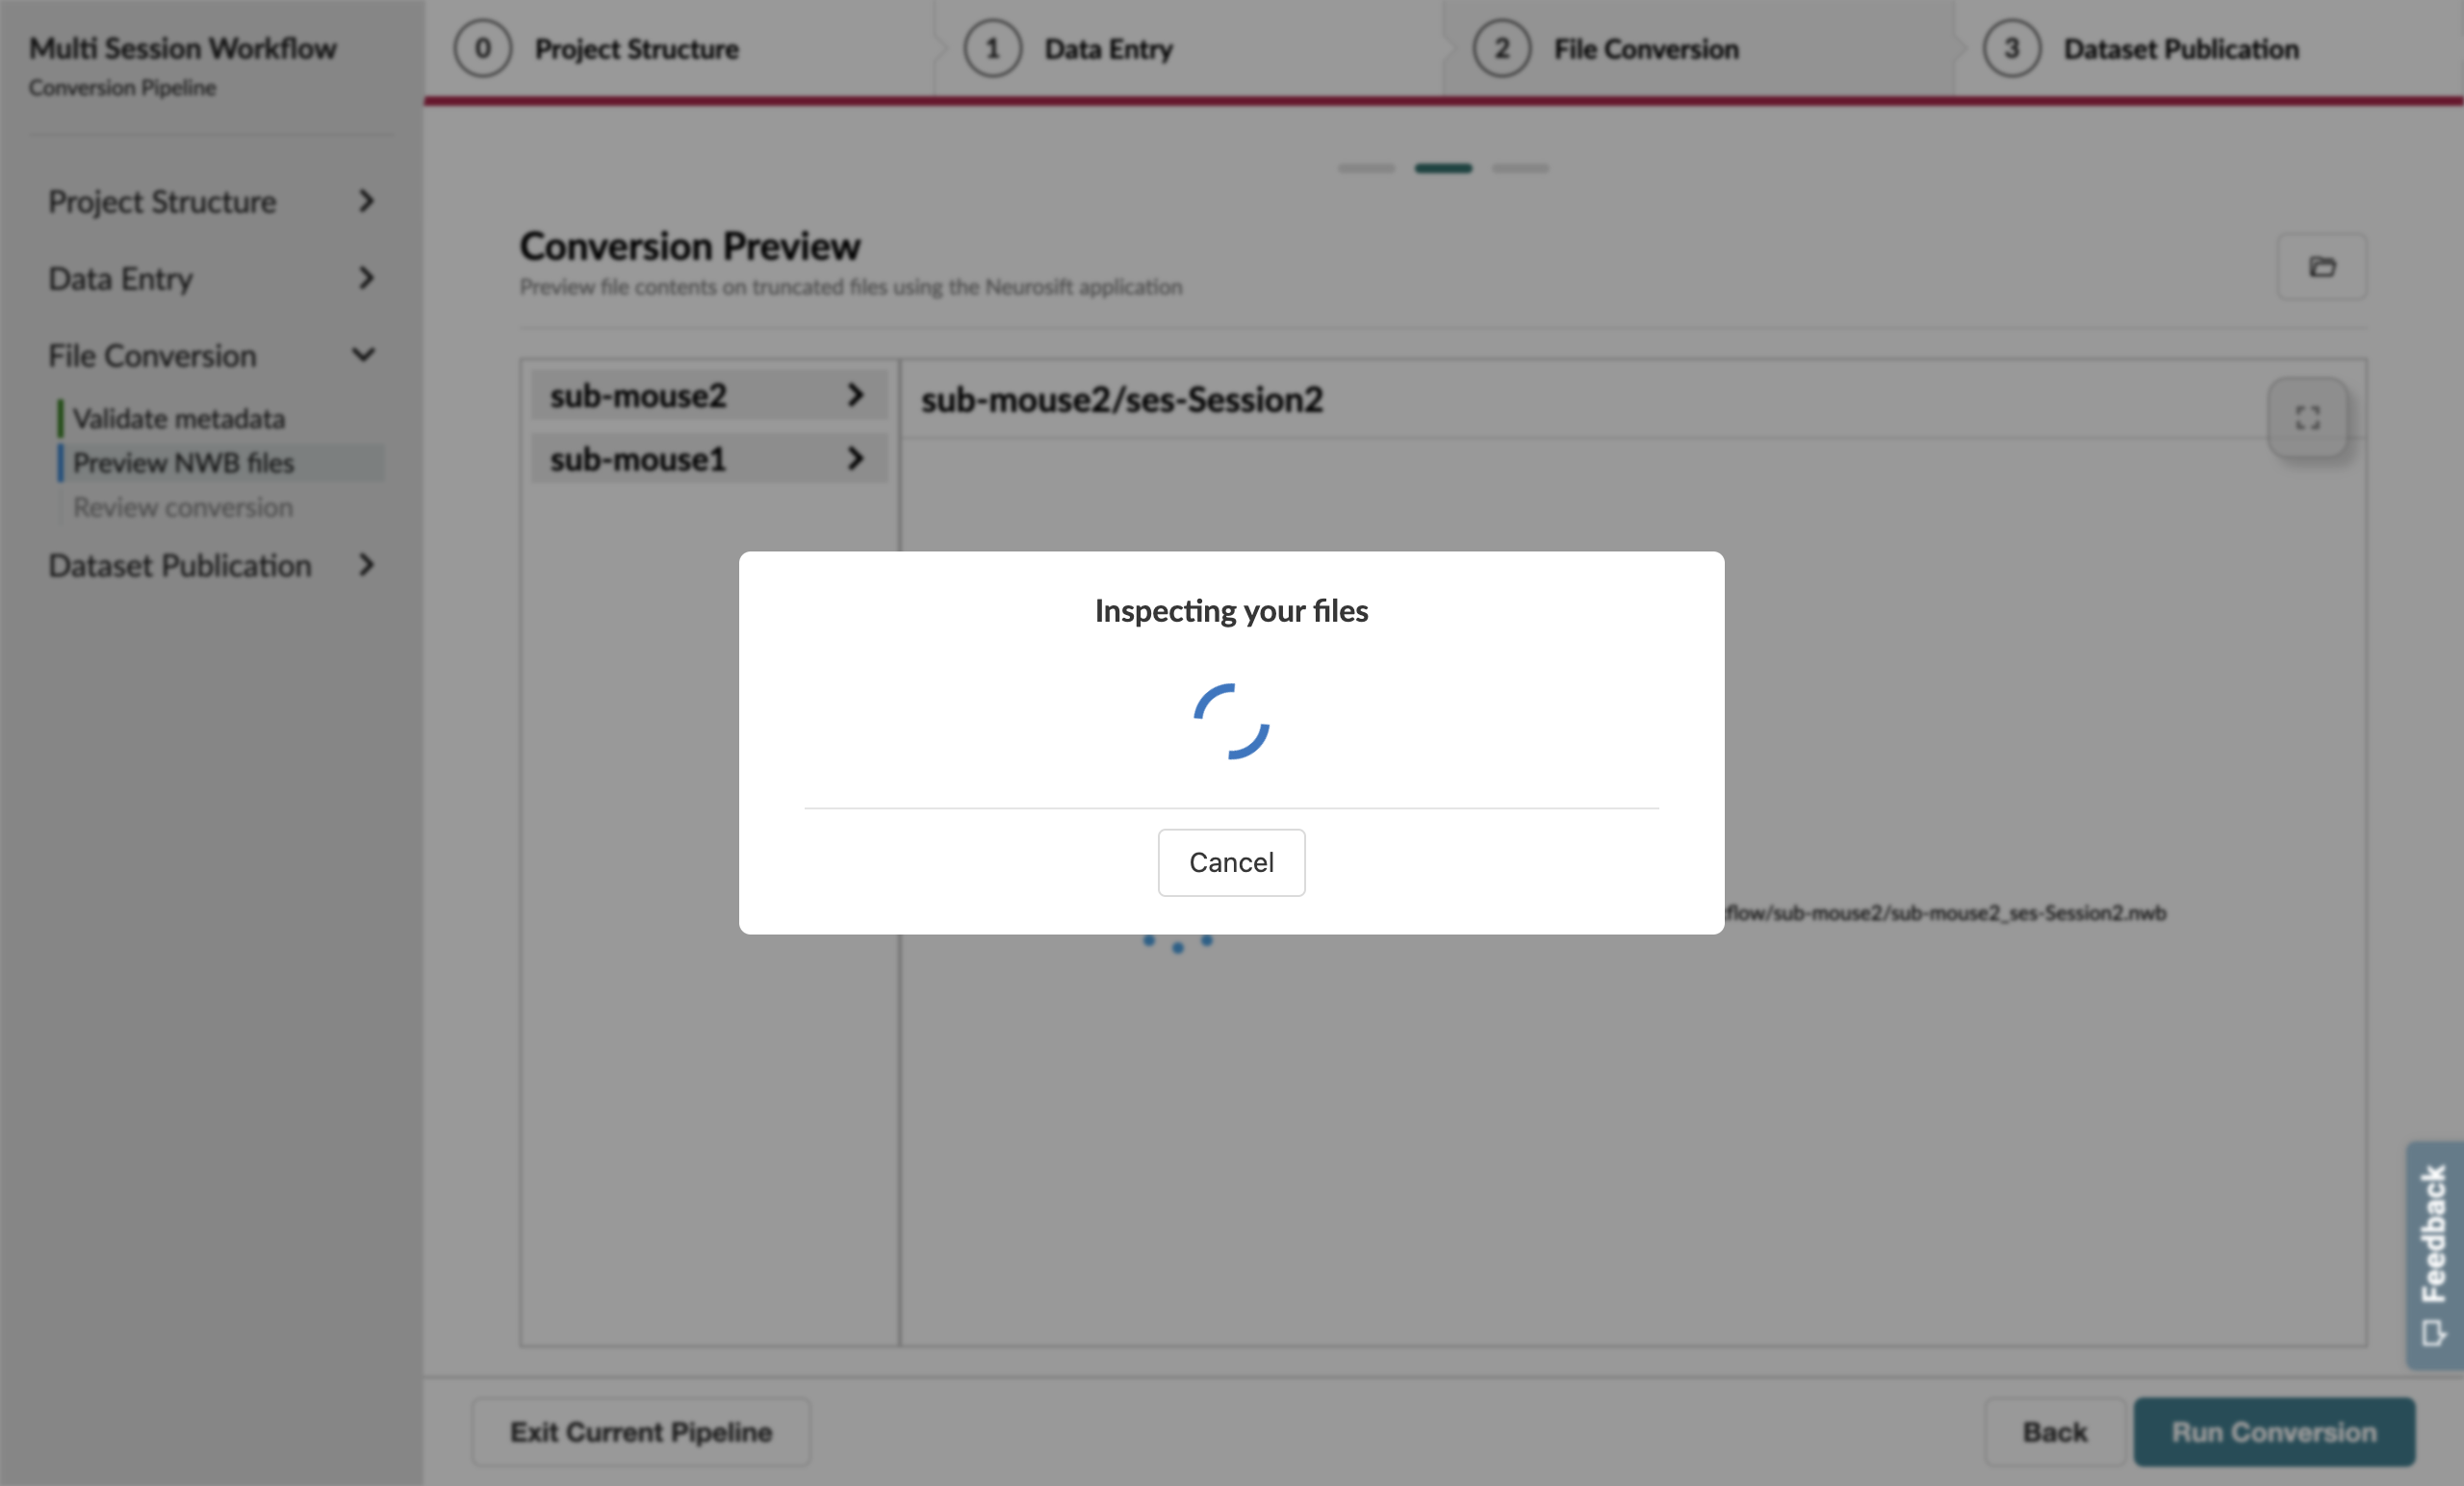 Multi Session Workflow
Conversion Pipeline
Project Structure
Data Entry
File Conversion
Validate metadata
Preview NWB files
Review conversion
Dataset Publication
0 Project Structure
1 Data Entry
2 File Conversion
3 Dataset Publication
Conversion Preview
Preview file contents on truncated files using the Neurosift application
sub-mouse2
sub-mouse1
sub-mouse2/ses-Session2
Inspecting your files
Cancel
flow/sub-mouse2/sub-mouse2_ses-Session2.nwb
Feedback
Exit Current Pipeline
Back
Run Conversion